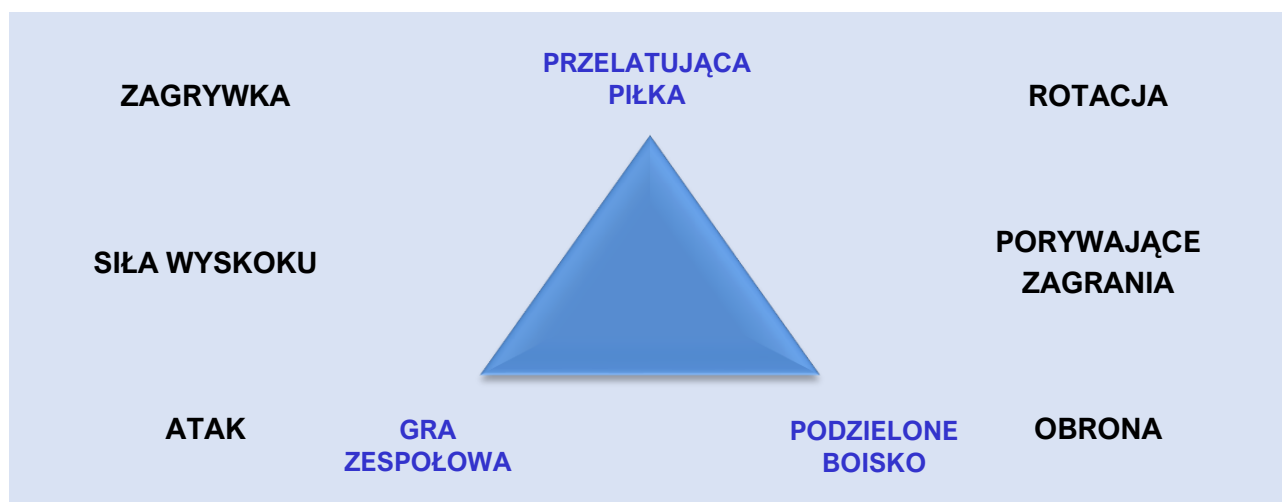 PRZELATUJĄCA
PIŁKA
ZAGRYWKA
ROTACJA
SIŁA WYSKOKU
PORYWAJĄCE
ZAGRANIA
ATAK
GRA
ZESPOŁOWA
PODZIELONE
BOISKO
OBRONA